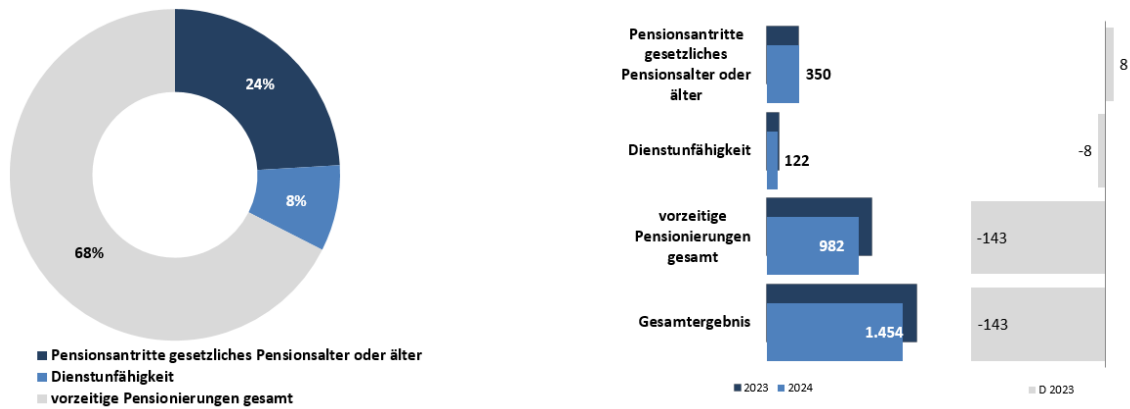 24%
8%
68%
Pensionsantritte gesetzliches Pensionsalter oder älter
Dienstunfähigkeit
vorzeitige Pensionierungen gesamt
Pensionsantritte
gesetzliches
Pensionsalter oder
älter
350
8
Dienstunfähigkeit
122
-8
vorzeitige
Pensionierungen
gesamt
982
-143
Gesamtergebnis
1.454
-143
2023 2024
D 2023